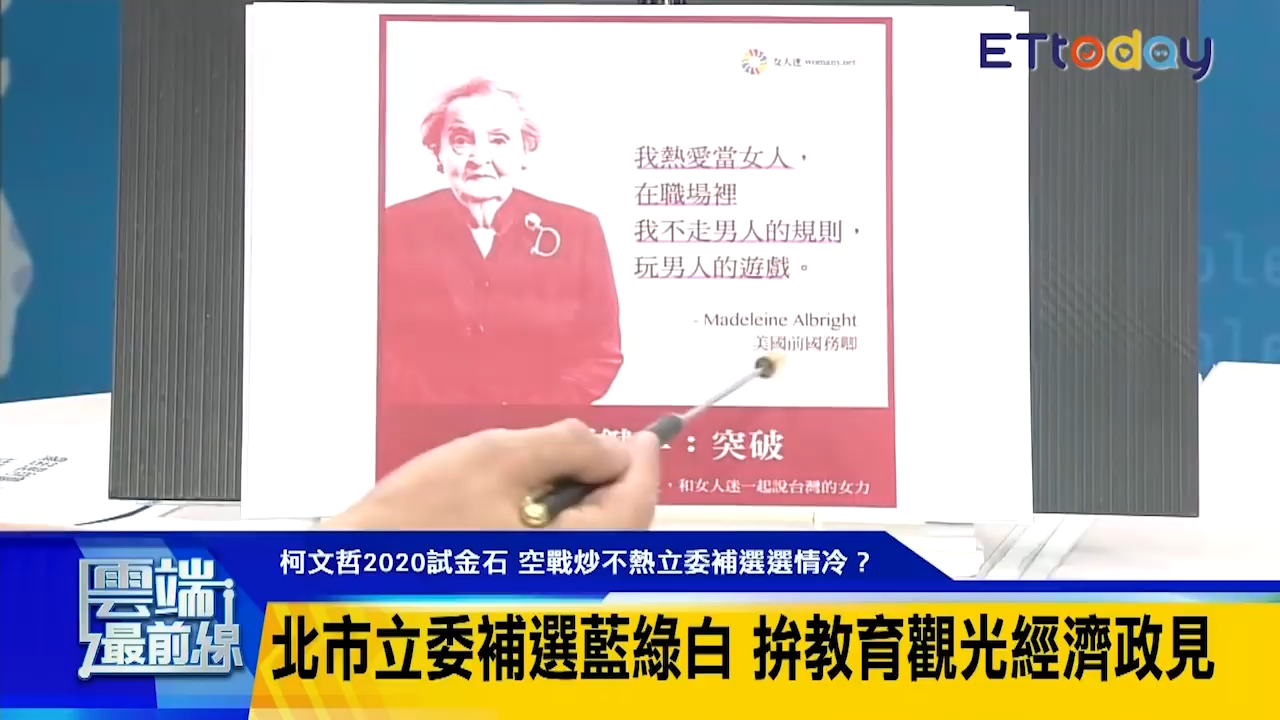 ETtoday
女人迷 womany.net
我熱愛當女人，
在職場裡
我不走男人的規則，
玩男人的遊戲。
- Madeleine Albright
美國前國務卿
：突破
、和女人迷一起說台灣的女力
柯文哲2020試金石 空戰炒不熱立委補選選情冷？
雲端
最前線
北市立委補選藍綠白 拚教育觀光經濟政見